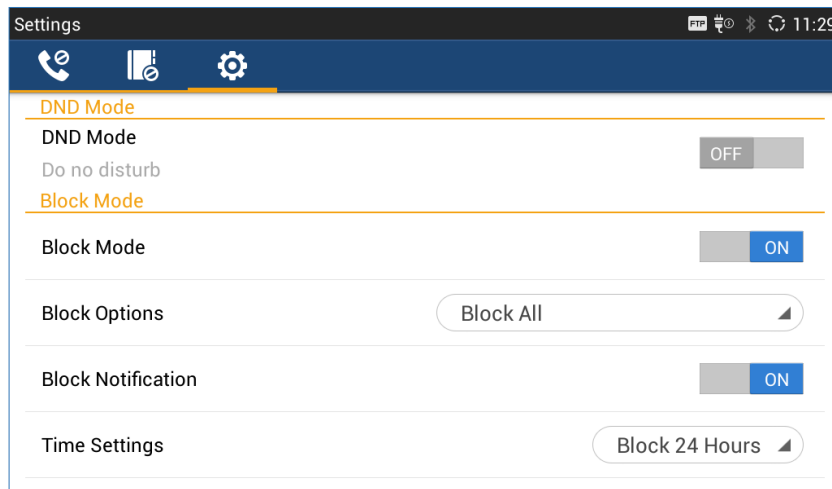 Settings FTP 11:29
DND Mode
DND Mode
Do no disturb
OFF
Block Mode
Block Mode ON
Block Options Block All
Block Notification ON
Time Settings Block 24 Hours